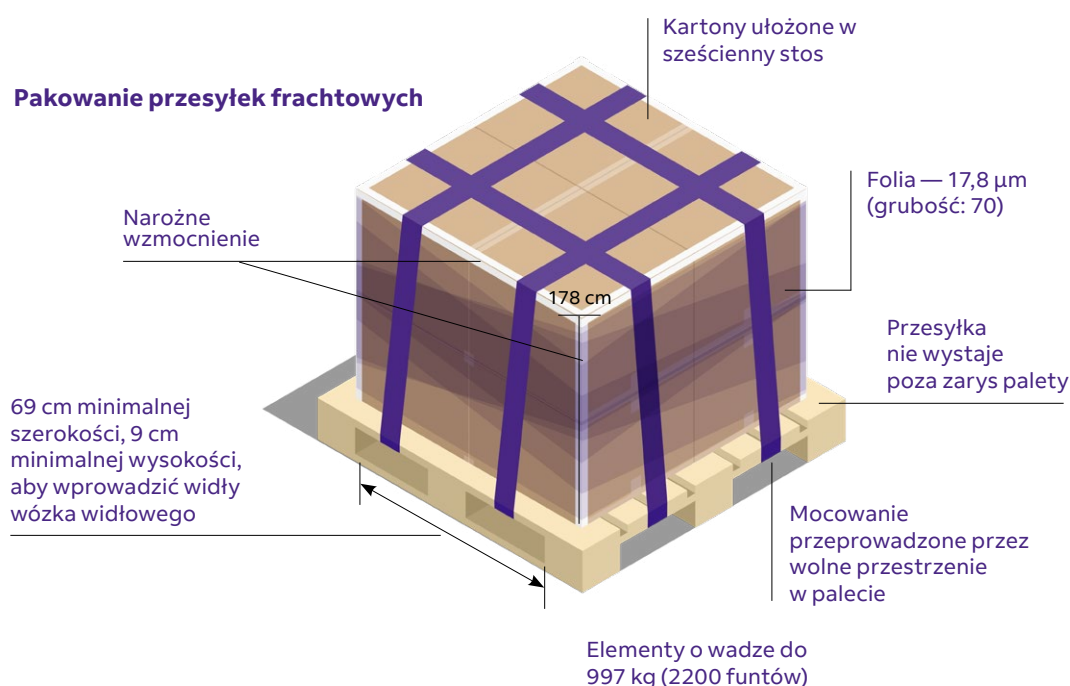 Kartony ułożone w
sześcienny stos
Pakowanie przesyłek frachtowych
Folia — 17,8 µm
(grubość: 70)
Narożne
wzmocnienie
178 cm
Przesyłka
nie wystaje
poza zarys palety
69 cm minimalnej
szerokości, 9 cm
minimalnej wysokości,
aby wprowadzić widły
wózka widłowego
Mocowanie
przeprowadzone przez
wolne przestrzenie
w palecie
Elementy o wadze do
997 kg (2200 funtów)